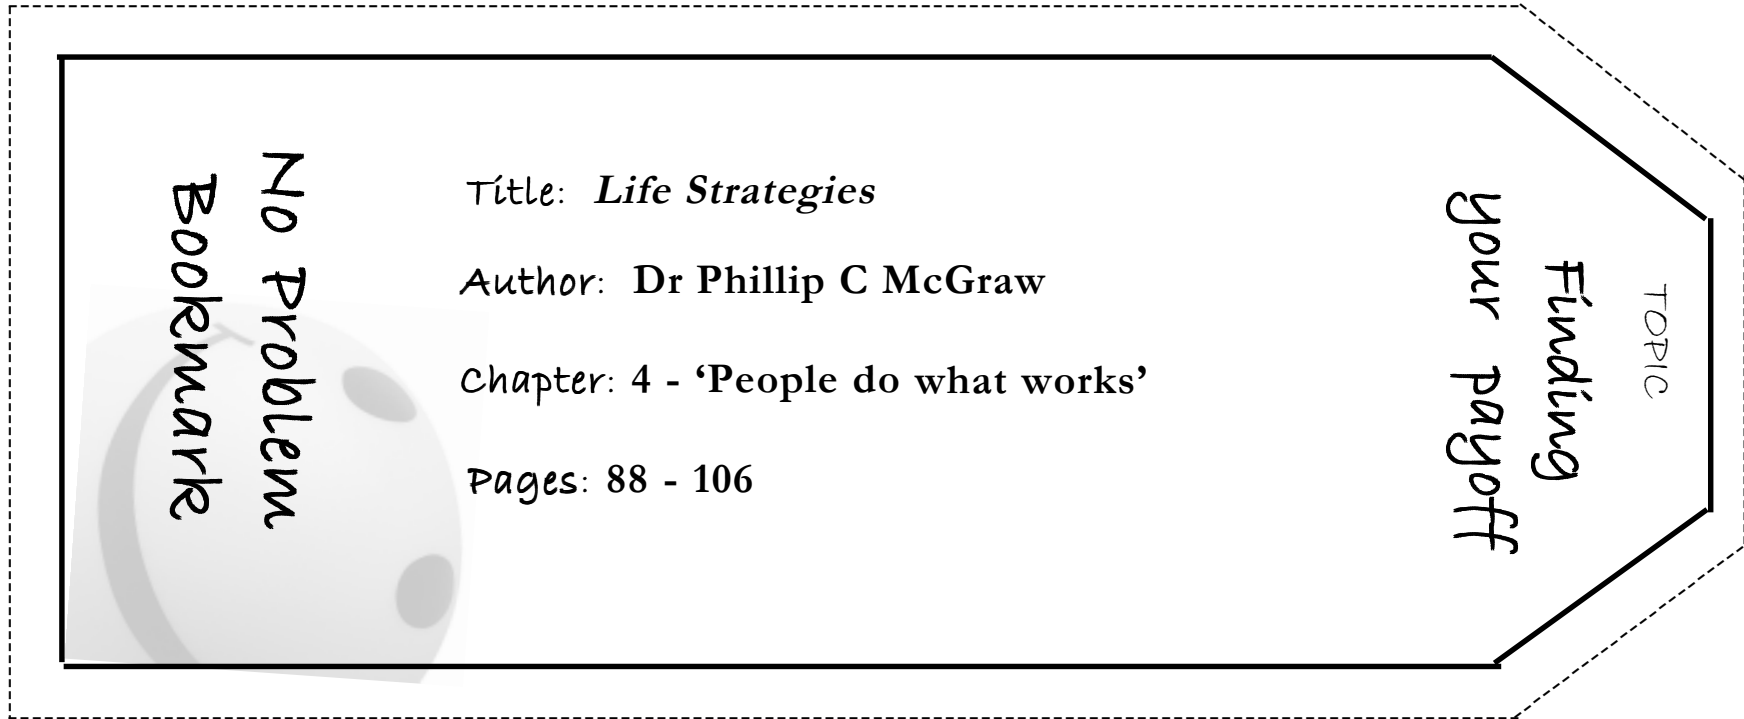 No Problem
Bookmark
Title: Life Strategies
Author: Dr Phillip C McGraw
Chapter: 4 - ‘People do what works’
Pages: 88 - 106
TOPIC
Finding
your payoff